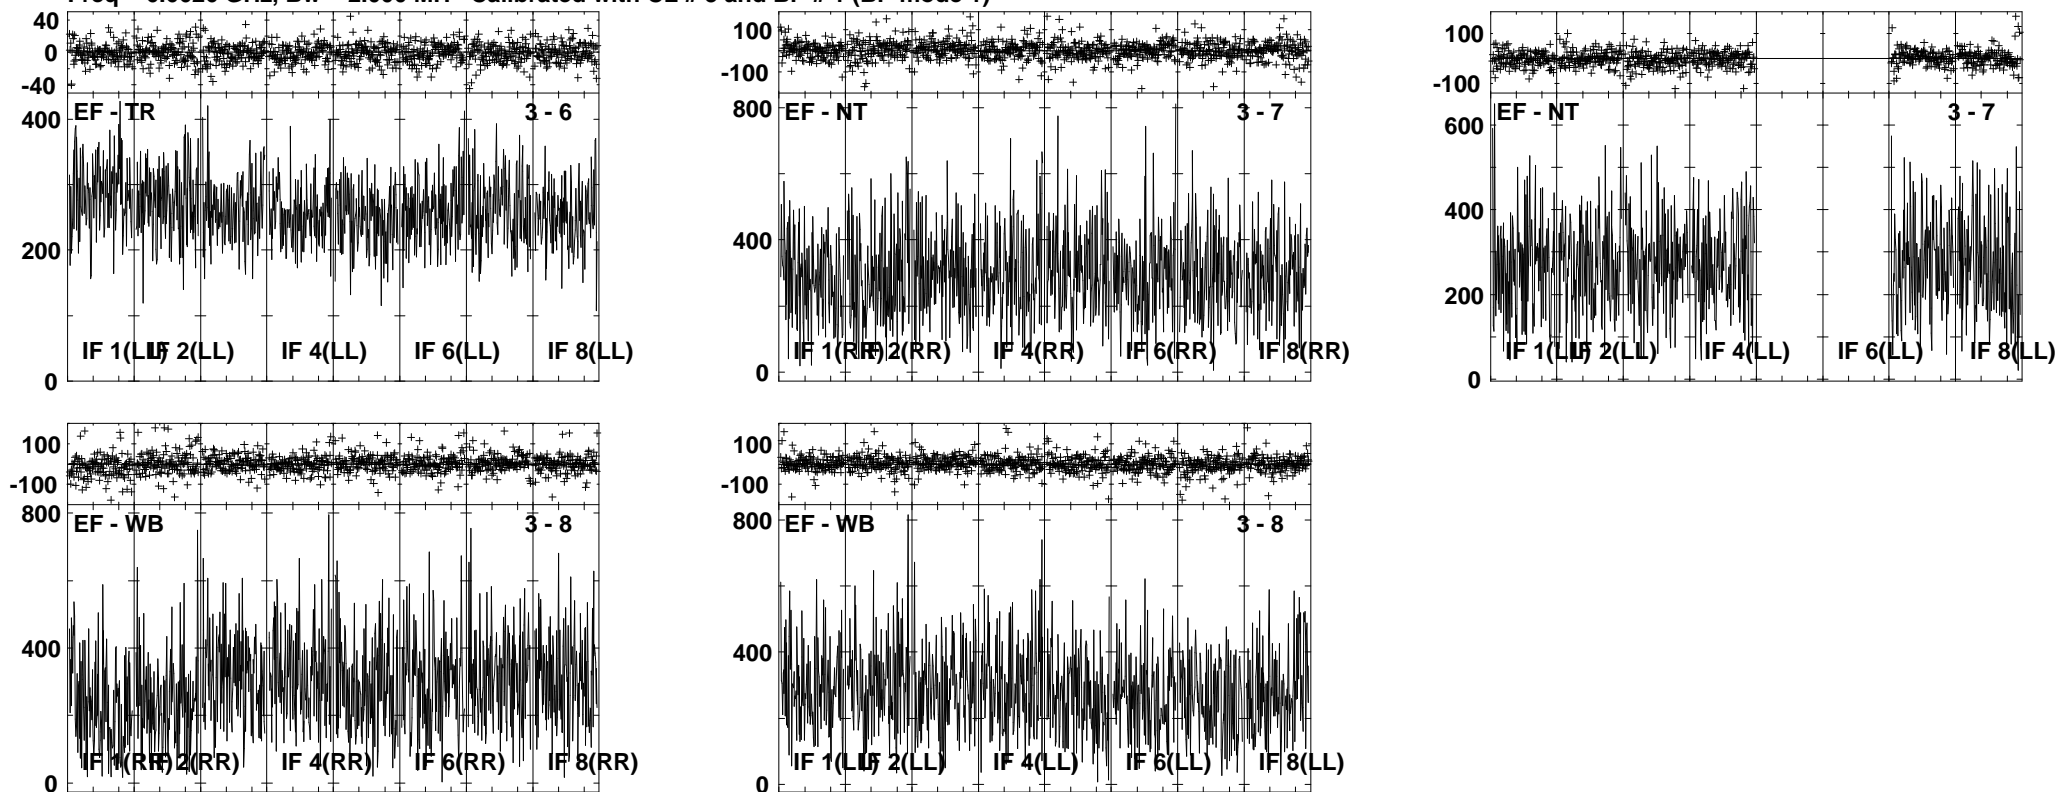 40
0
-40
EF - TR
3 - 6
400
200
0
IF 1(LL)
IF 2(LL)
IF 4(LL)
IF 6(LL)
IF 8(LL)
100
-100
EF - NT
3 - 7
800
400
0
IF 1(RR)
IF 2(RR)
IF 4(RR)
IF 6(RR)
IF 8(RR)
100
-100
EF - NT
3 - 7
600
400
200
0
IF 1(LL)
IF 2(LL)
IF 4(LL)
IF 6(LL)
IF 8(LL)
100
-100
EF - WB
3 - 8
800
400
0
IF 1(RR)
IF 2(RR)
IF 4(RR)
IF 6(RR)
IF 8(RR)
100
-100
EF - WB
3 - 8
800
400
0
IF 1(LL)
IF 2(LL)
IF 4(LL)
IF 6(LL)
IF 8(LL)